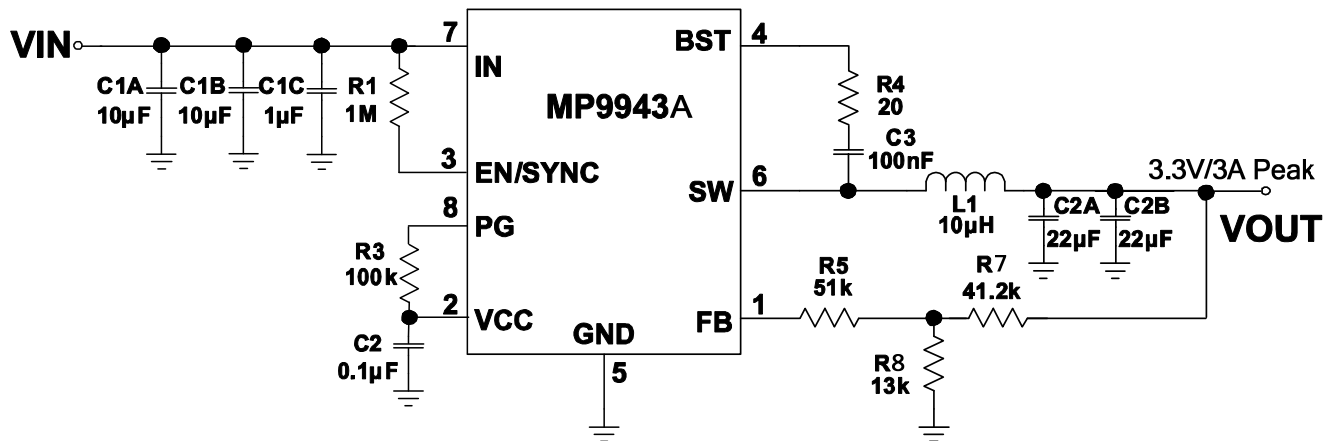 VIN
C1A
10µF
C1B
10µF
C1C
1µF
R1
1M
7
IN
3
EN/SYNC
8
PG
R3
100k
2
VCC
C2
0.1µF
MP9943A
GND
5
BST
4
R4
20
C3
100nF
SW
6
L1
10µH
C2A
22µF
C2B
22µF
3.3V/3A Peak
VOUT
FB
1
R5
51k
R7
41.2k
R8
13k